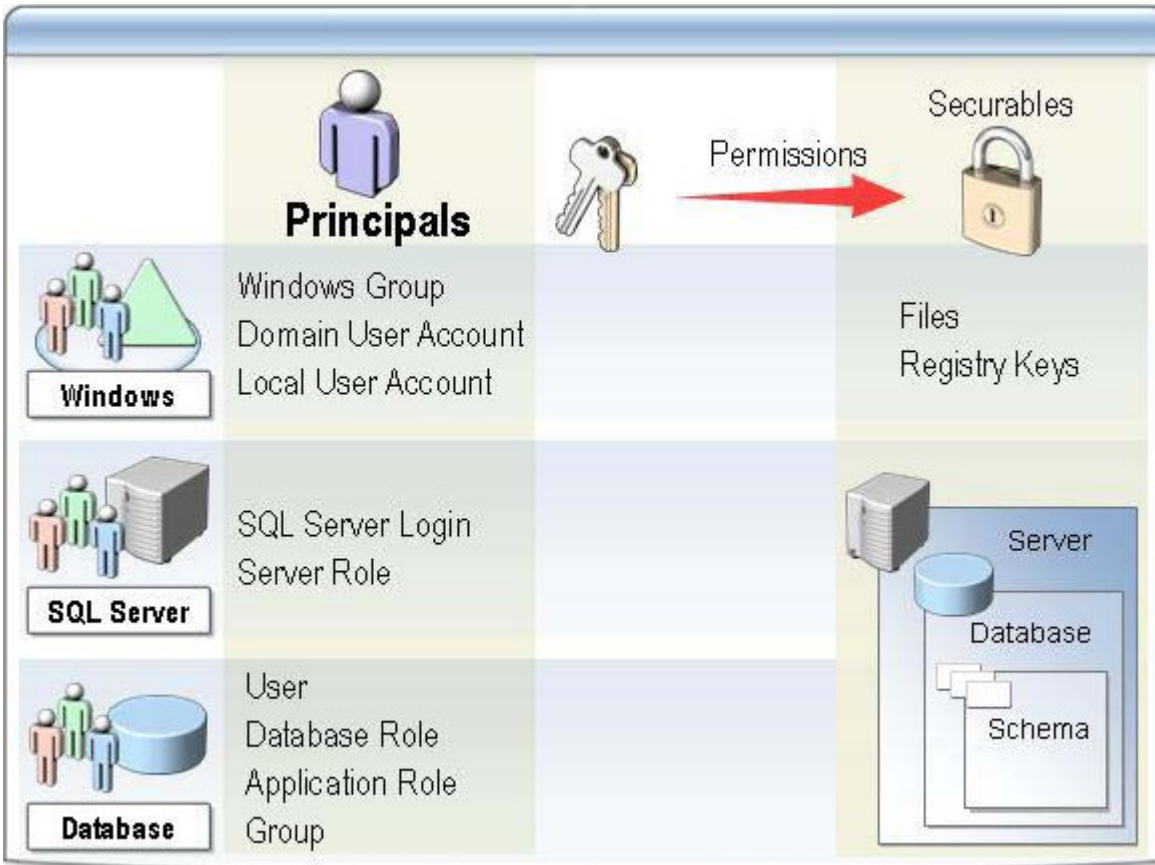 Securables
Permissions
Principals
Windows Group
Domain User Account
Local User Account
Windows
Files
Registry Keys
SQL Server Login
Server Role
SQL Server
Server
Database
Schema
User
Database Role
Application Role
Group
Database